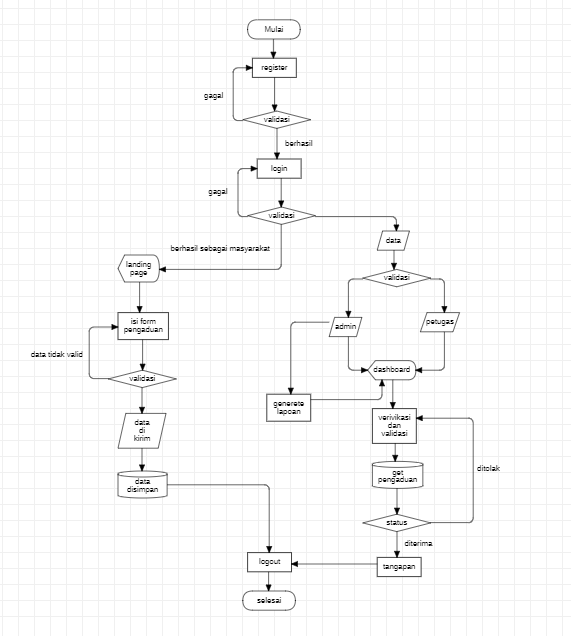 Mulai
register
gagal
validasi
berhasil
login
gagal
validasi
data
berhasil sebagai masyarakat
landing
page
validasi
isi form
pengaduan
admin
petugas
data tidak valid
validasi
dashboard
generete
lapoan
data
di
kirim
verivikasi
dan
validasi
ditolak
get
pengaduan
data
disimpan
status
diterima
logout
tangapan
selesai